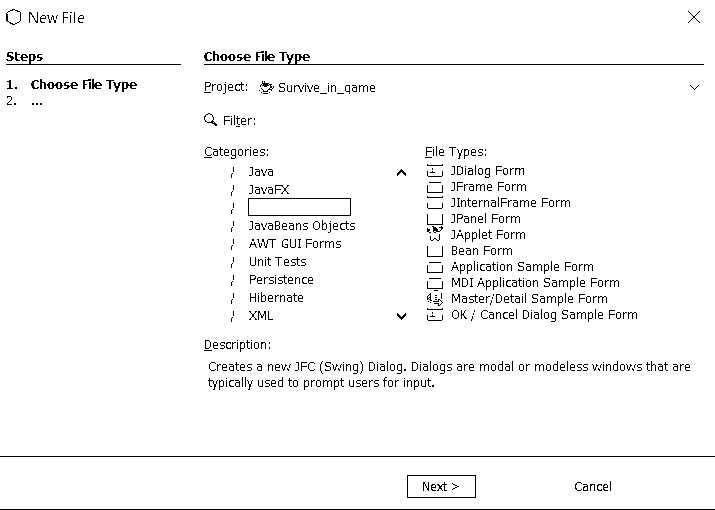 New File
Steps
1. Choose File Type
2. ...
Choose File Type
Project: Survive_in_game
Filter:
Categories:
Java
JavaFX
JavaBeans Objects
AWT GUI Forms
Unit Tests
Persistence
Hibernate
XML
File Types:
JDialog Form
JFrame Form
JInternalFrame Form
JPanel Form
JApplet Form
Bean Form
Application Sample Form
MDI Application Sample Form
Master/Detail Sample Form
OK / Cancel Dialog Sample Form
Description:
Creates a new JFC (Swing) Dialog. Dialogs are modal or modeless windows that are
typically used to prompt users for input.
Next >
Cancel